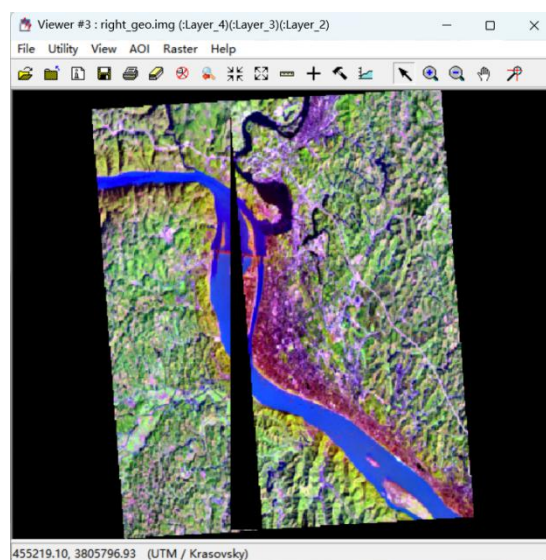 Viewer #3 : right_geo.img (:Layer_4)(:Layer_3)(:Layer_2)
File Utility View AOI Raster Help
455219.10, 3805796.93 (UTM / Krasovsky)